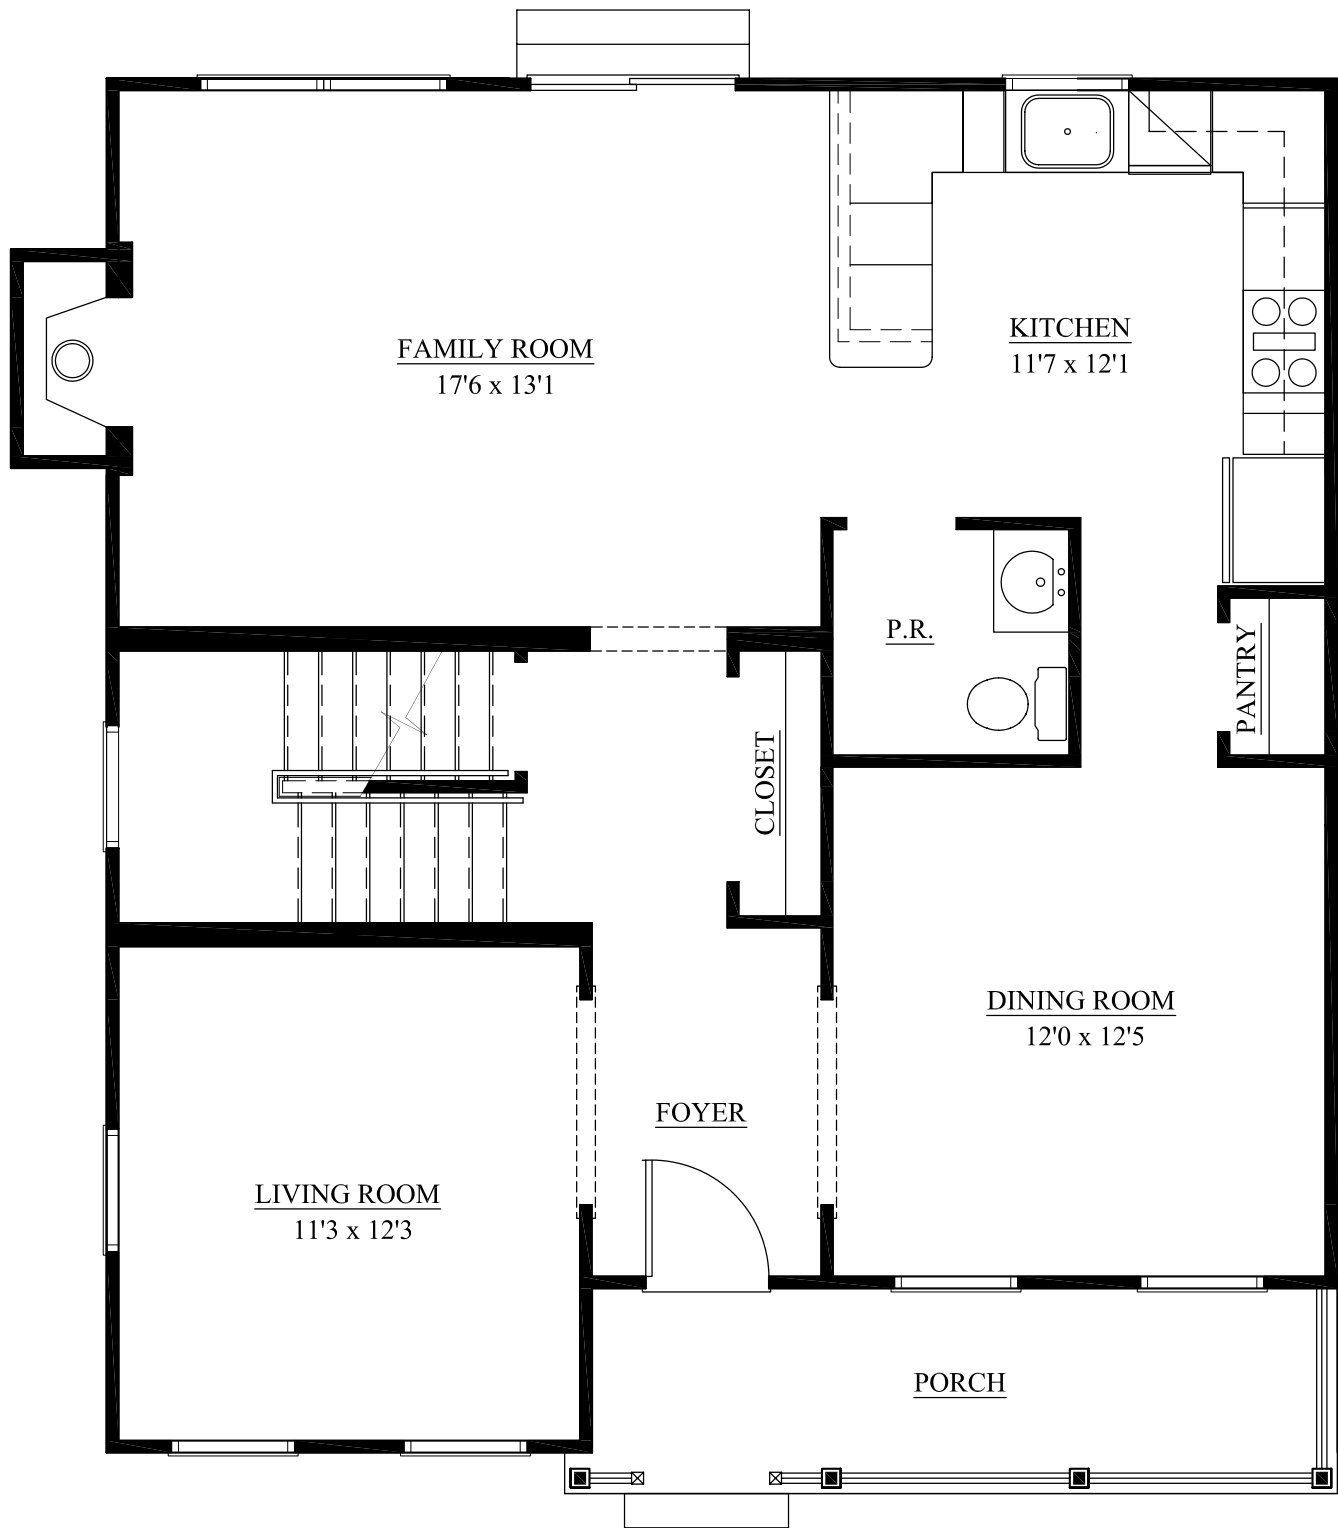 KITCHEN
11'7 x 12'1
FAMILY ROOM
17'6 x 13'1
P.R.
PANTRY
CLOSET
DINING ROOM
12'0 x 12'5
FOYER
LIVING ROOM
11'3 x 12'3
PORCH